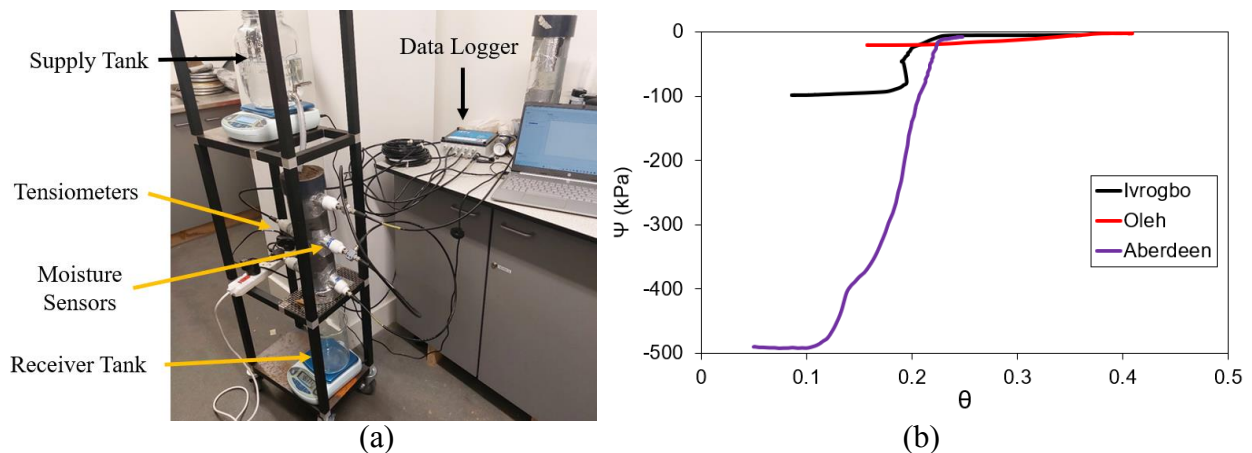 Supply Tank
Data Logger
Tensiometers
Moisture
Sensors
Receiver Tank
(a)
0
-100
-200
-300
-400
-500
Ψ (kPa)
0
0.1
0.2
0.3
0.4
0.5
θ
Ivrogbo
Oleh
Aberdeen
(b)